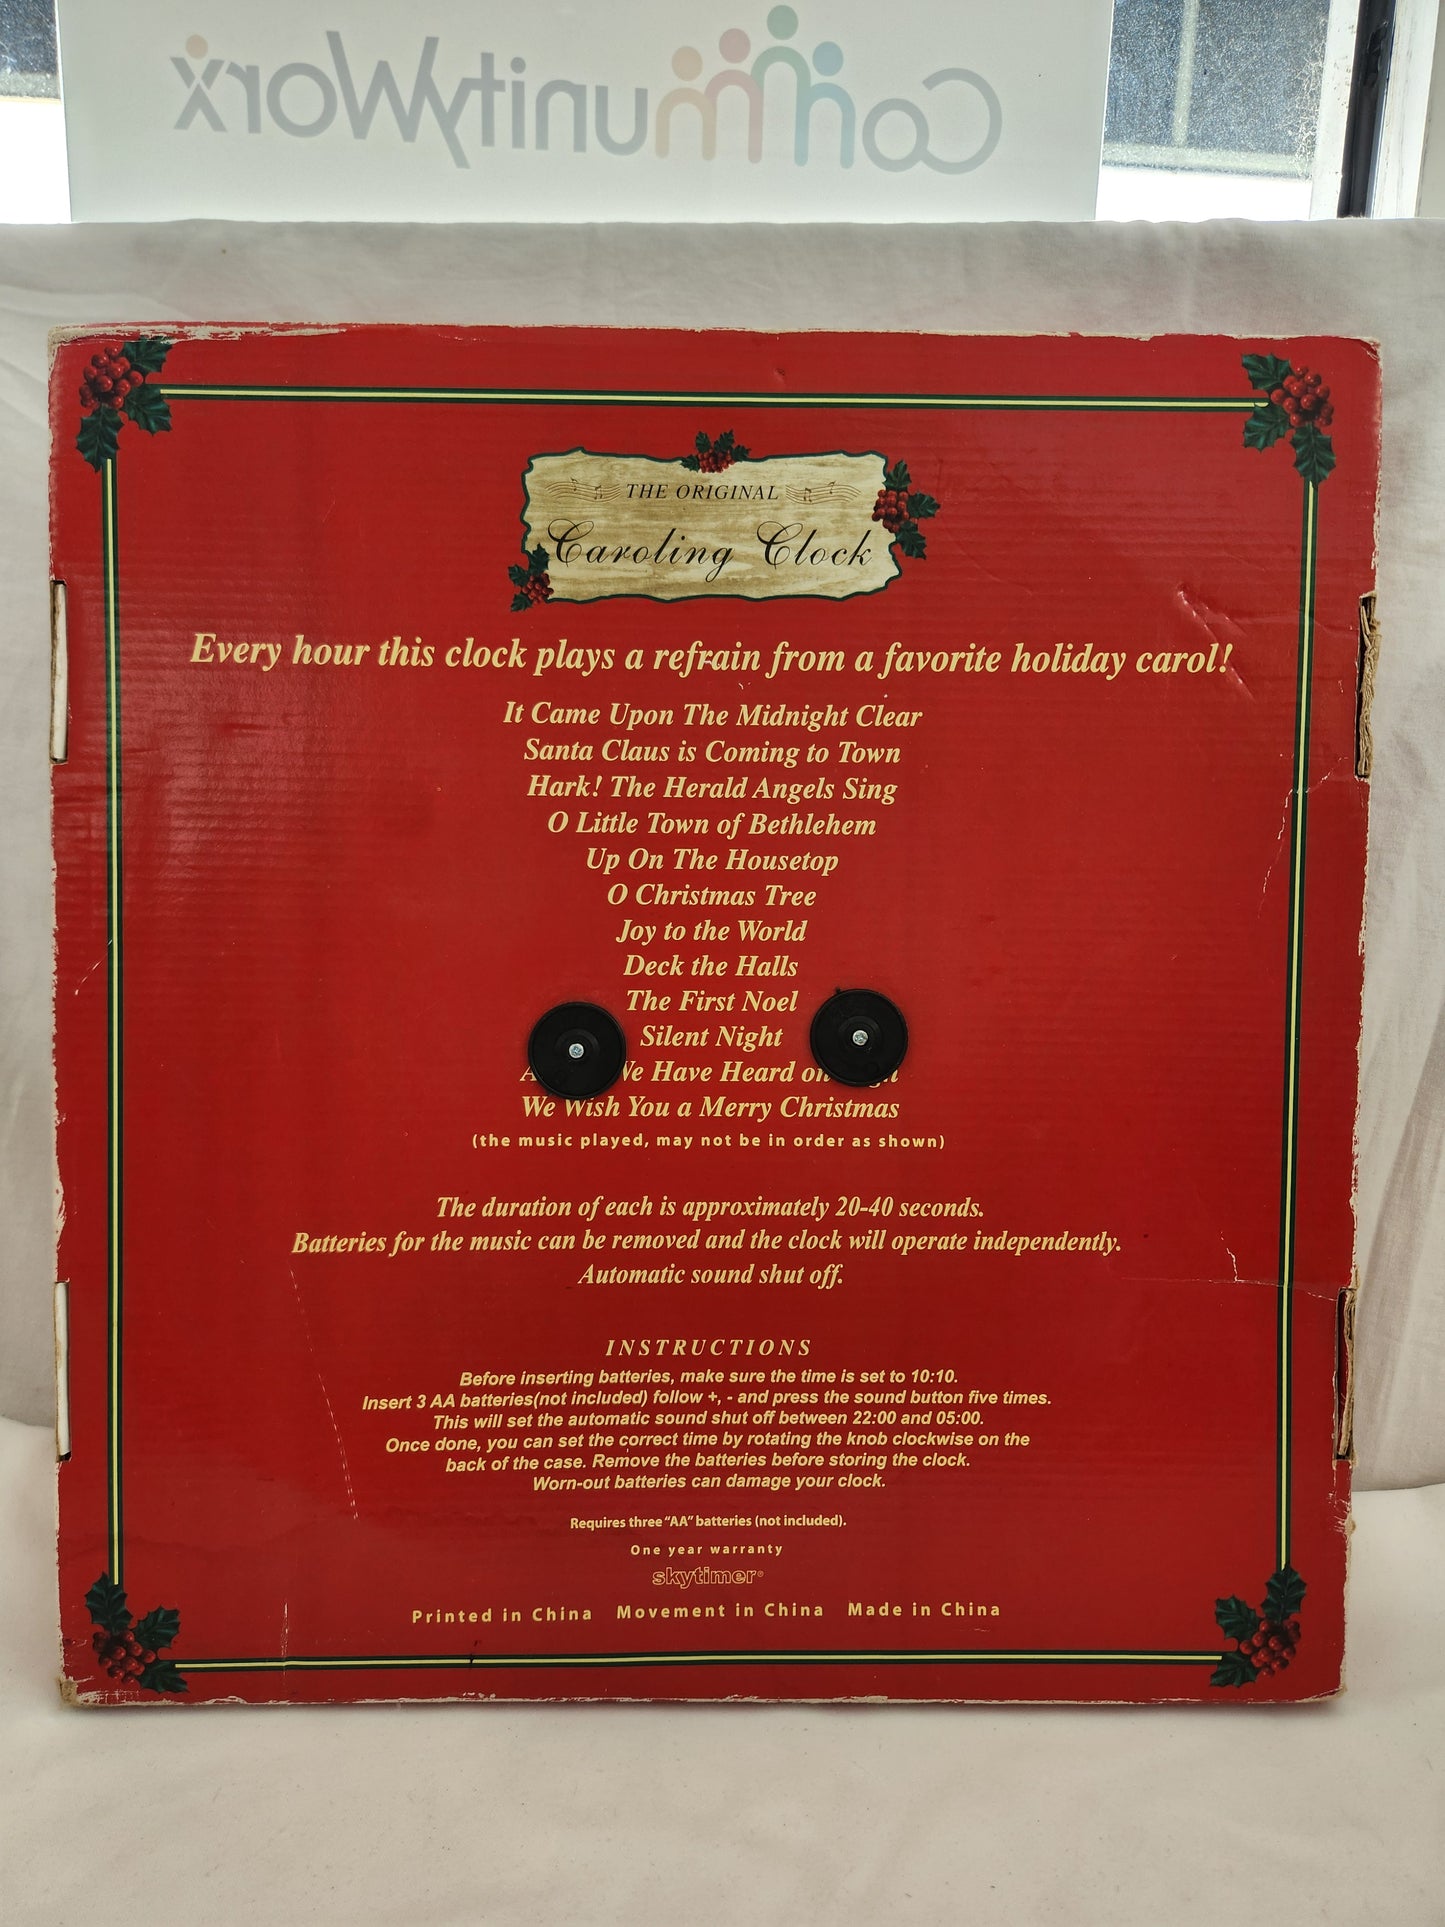 CommunityWorx
THE ORIGINAL
Caroling Clock
Every hour this clock plays a refrain from a favorite holiday carol!
It Came Upon The Midnight Clear
Santa Claus is Coming to Town
Hark! The Herald Angels Sing
O Little Town of Bethlehem
Up On The Housetop
O Christmas Tree
Joy to the World
Deck the Halls
The First Noel
Silent Night
We Have Heard on
We Wish You a Merry Christmas
(the music played, may not be in order as shown)
The duration of each is approximately 20-40 seconds.
Batteries for the music can be removed and the clock will operate independently.
Automatic sound shut off.
INSTRUCTIONS
Before inserting batteries, make sure the time is set to 10:10.
Insert 3 AA batteries(not included) follow +, - and press the sound button five times.
This will set the automatic sound shut off between 22:00 and 05:00.
Once done, you can set the correct time by rotating the knob clockwise on the
back of the case. Remove the batteries before storing the clock.
Worn-out batteries can damage your clock.
Requires three "AA" batteries (not included).
One year warranty
skytimer®
Printed in China Movement in China Made in China